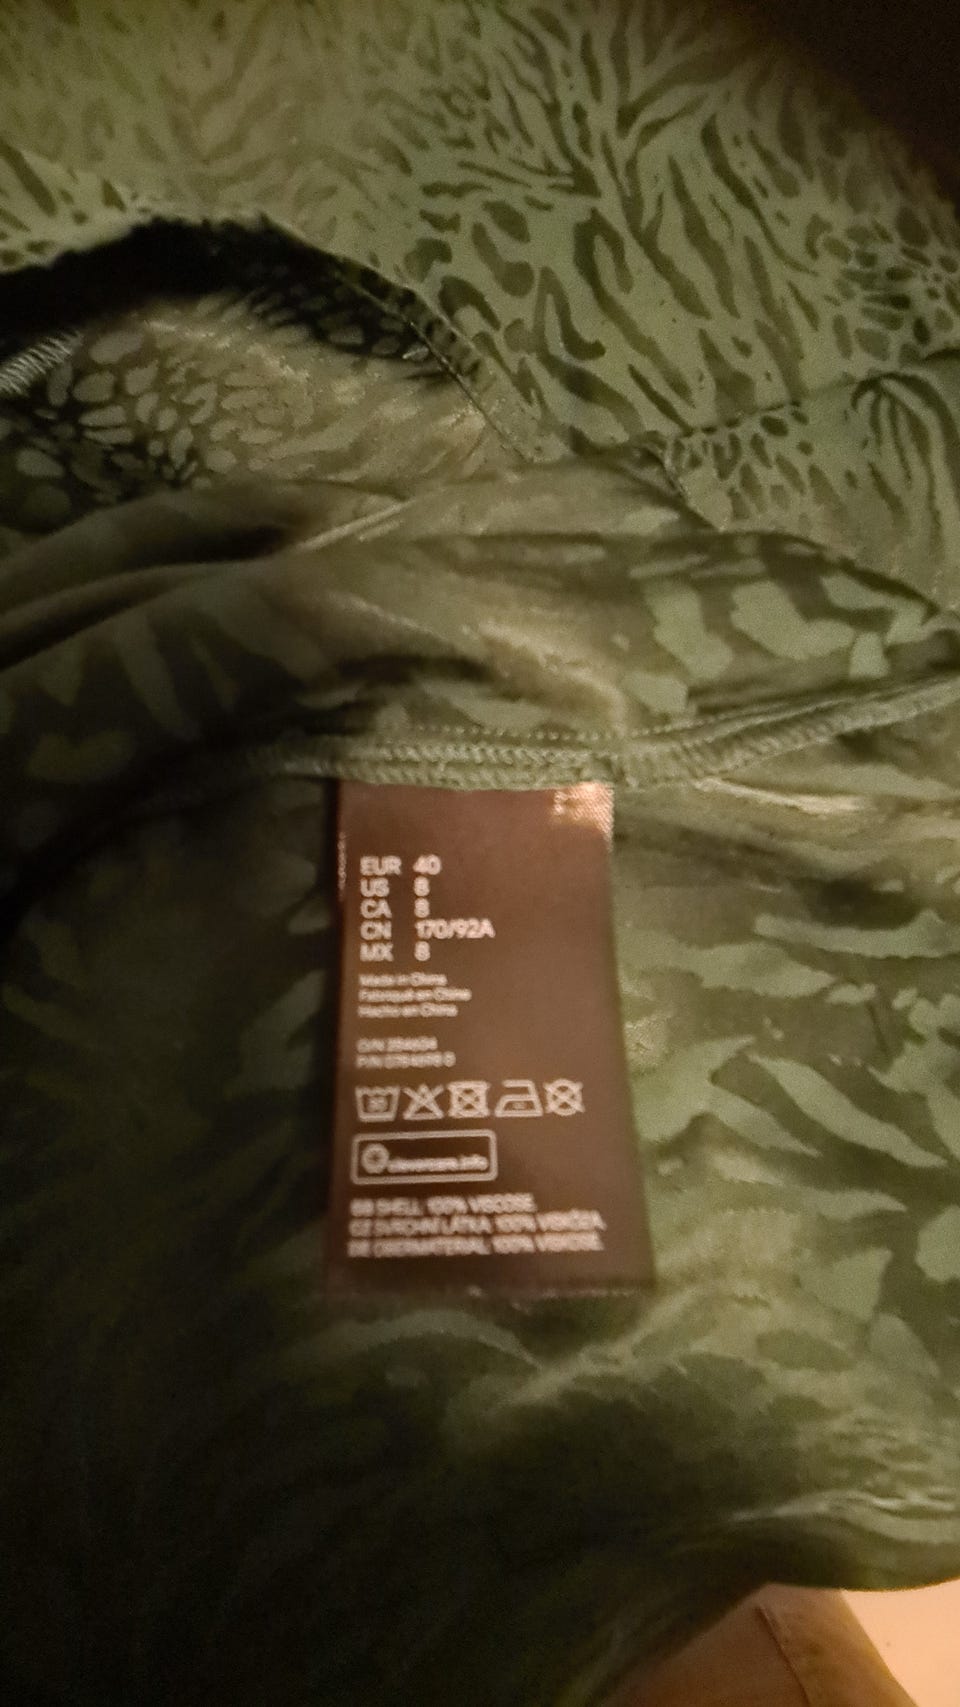 EUR 40
US 8
CA 8
CN 170/92A
MX 8
Made in China
Fabriqué en China
Hecho en China
O/N
P/N
clevercare.info
GB SHELL 100% VISCOSE
CZ SVRCHNÍ LÁTKA 100% VISKÓZA
DE OBERMATERIAL 100% VISKOSE